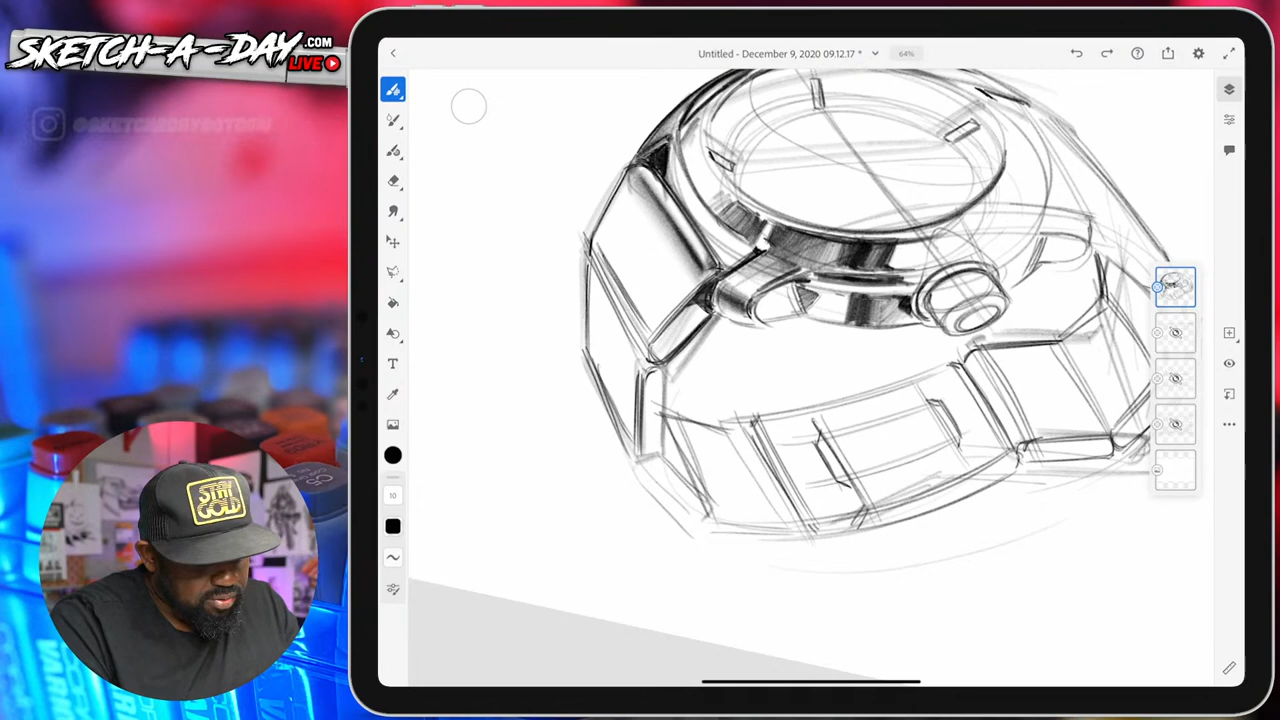 SKETCH-A-DAY.COM
LIVE
Untitled - December 9, 2020 09.12.17 *
64%
T
10
STAY
GOLD